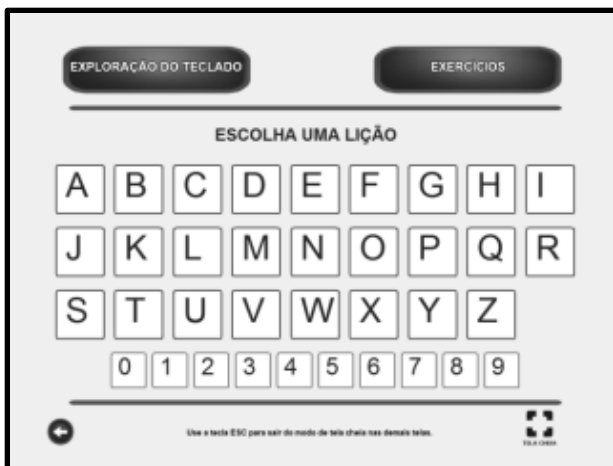 EXPLORAÇÃO DO TECLADO EXERCÍCIOS
ESCOLHA UMA LIÇÃO
A B C D E F G H I
J K L M N O P Q R
S T U V W X Y Z
0 1 2 3 4 5 6 7 8 9
Use a tecla ESC para sair do modo de tela cheia nas demais telas.
TELA CHEIA